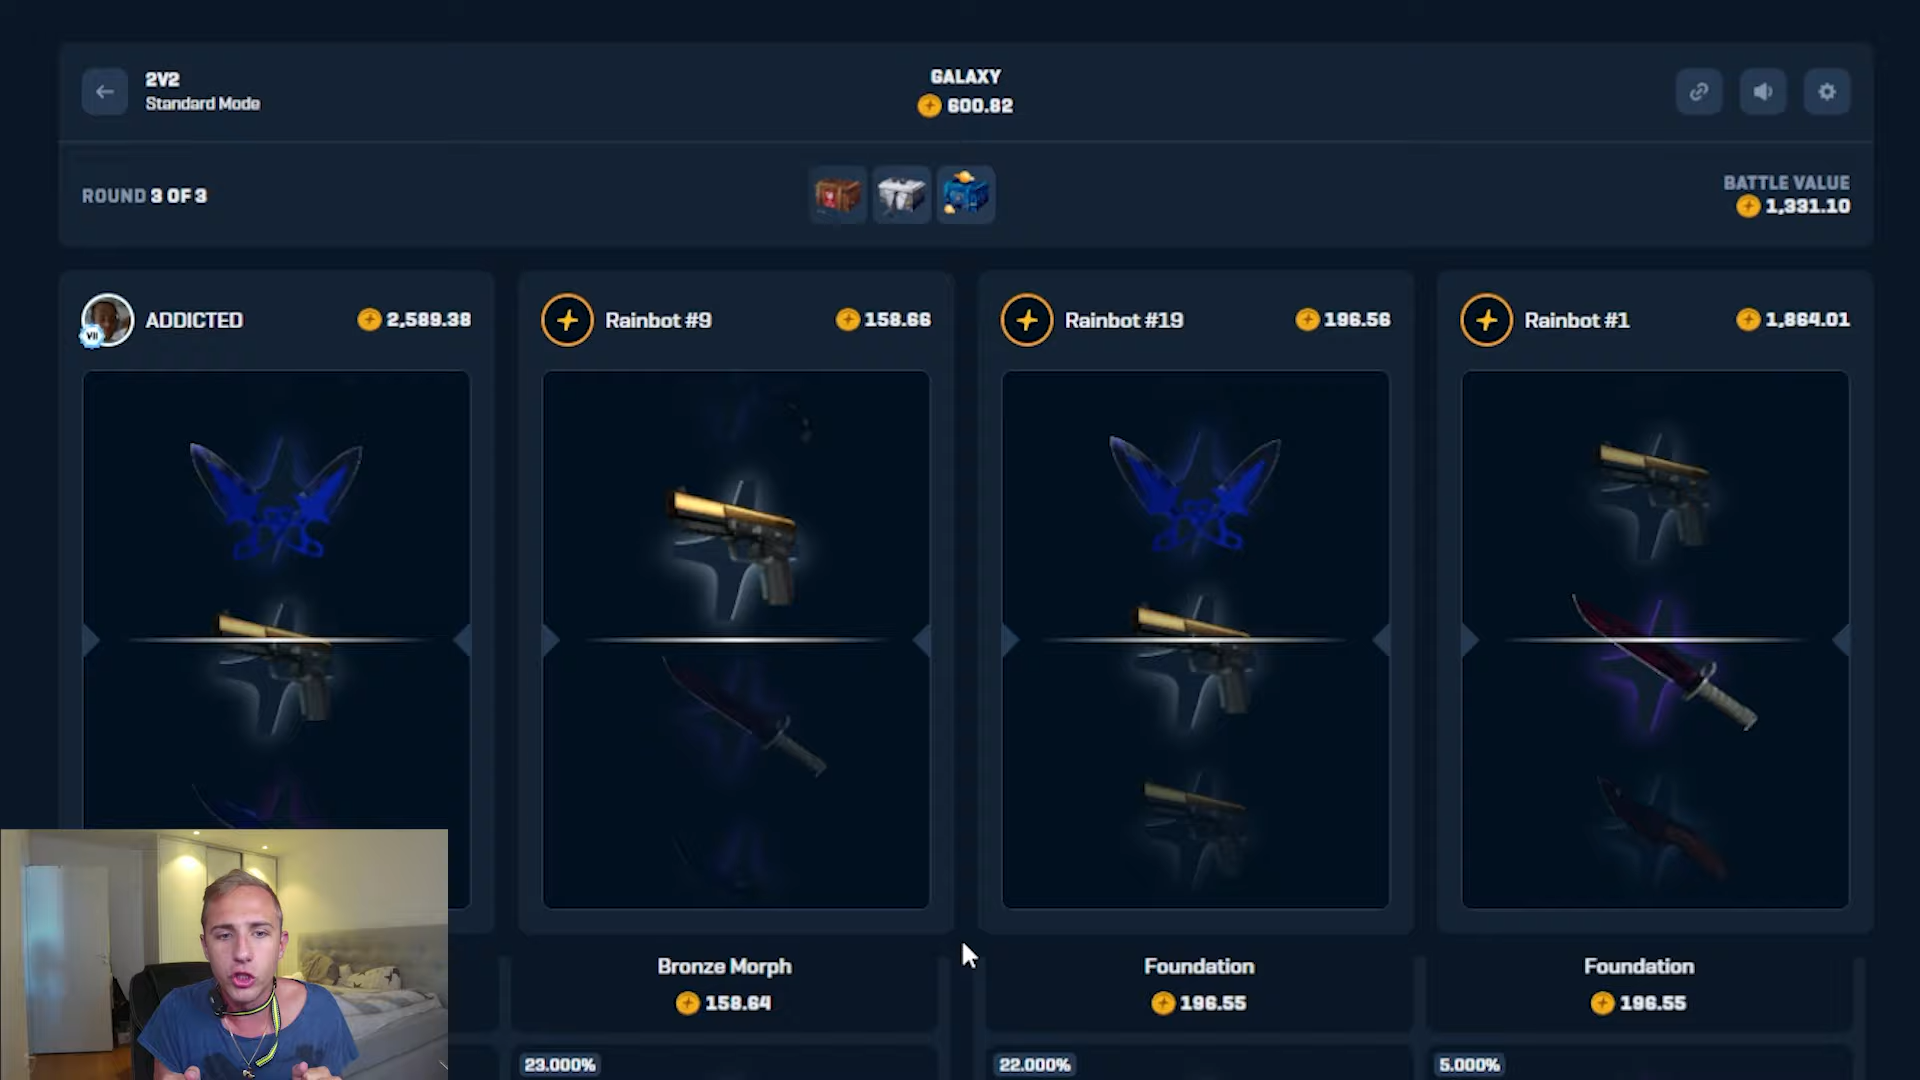 2V2
Standard Mode
GALAXY
600.82
ROUND 3 OF 3
BATTLE VALUE
1,331.10
ADDICTED
2,589.38
Rainbot #9
158.66
Rainbot #19
196.56
Rainbot #1
1,864.01
VII
Bronze Morph
158.64
Foundation
196.55
Foundation
196.55
23.000%
22.000%
5.000%